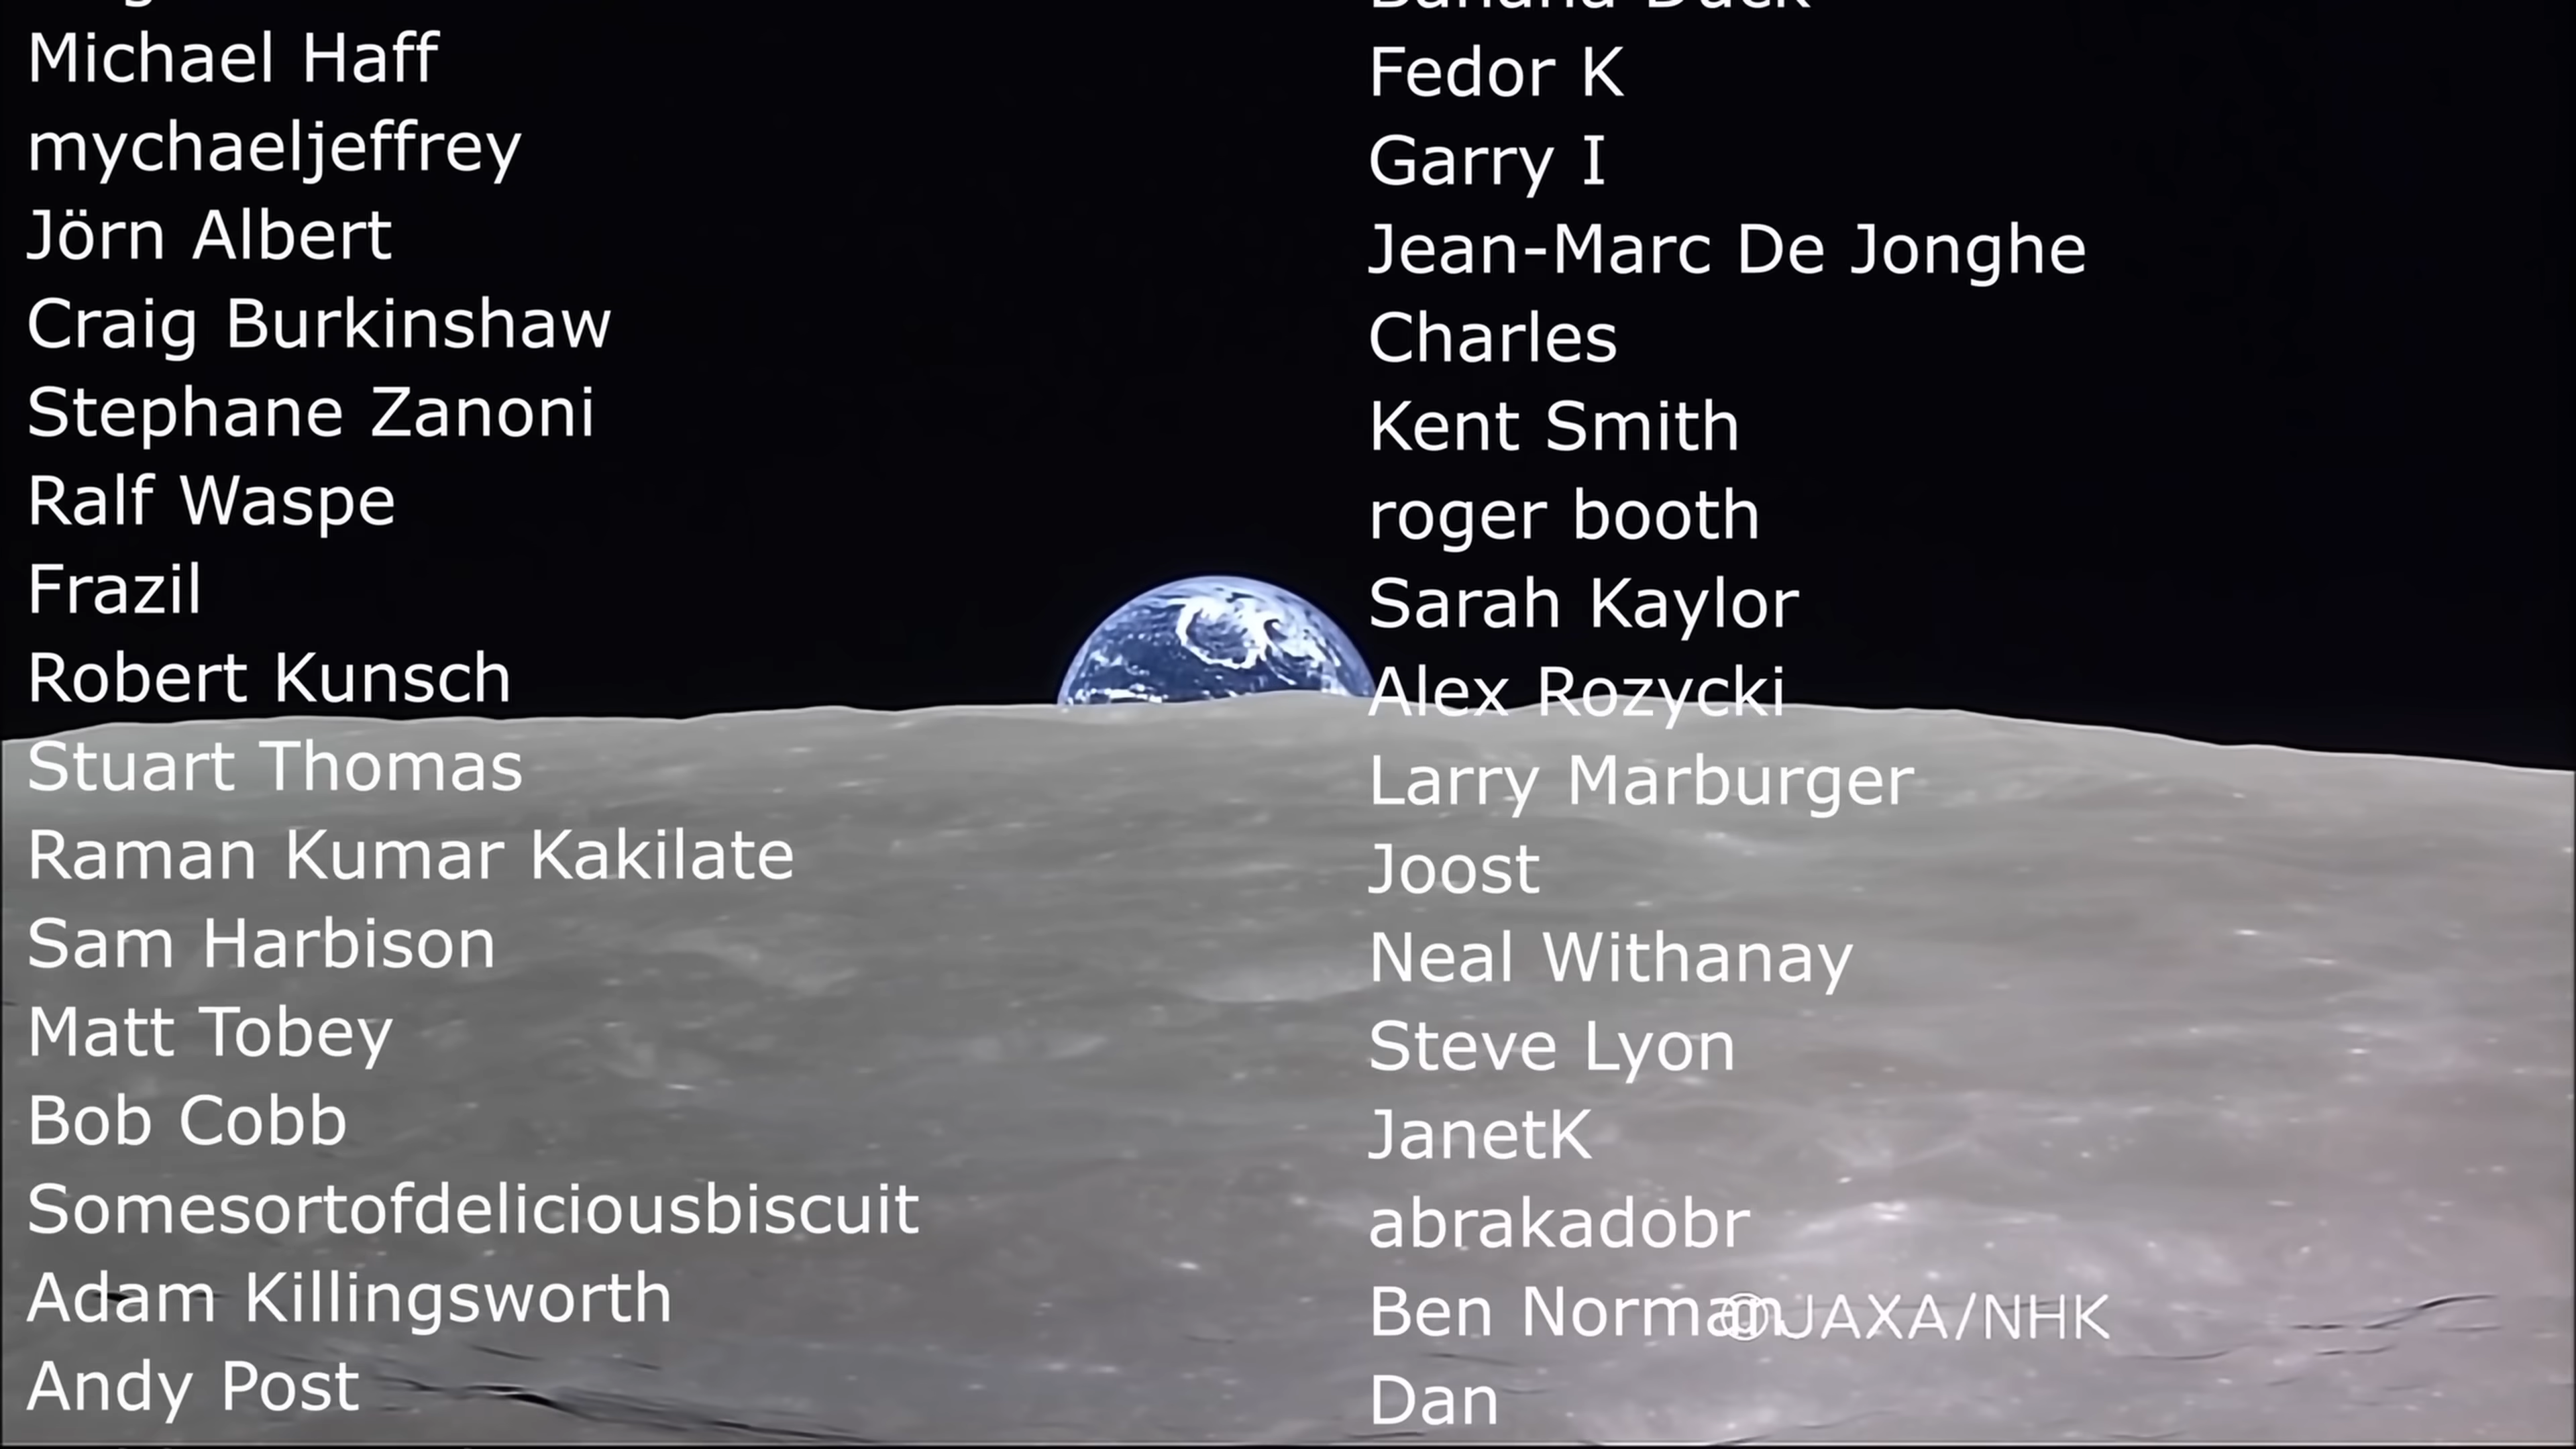 Michael Haff
mychaeljeffrey
Jörn Albert
Craig Burkinshaw
Stephane Zanoni
Ralf Waspe
Frazil
Robert Kunsch
Stuart Thomas
Raman Kumar Kakilate
Sam Harbison
Matt Tobey
Bob Cobb
Somesortofdeliciousbiscuit
Adam Killingsworth
Andy Post
Banana Duck
Fedor K
Garry I
Jean-Marc De Jonghe
Charles
Kent Smith
roger booth
Sarah Kaylor
Alex Rozycki
Larry Marburger
Joost
Neal Withanay
Steve Lyon
JanetK
abrakadobr
Ben Norman
©JAXA/NHK
Dan